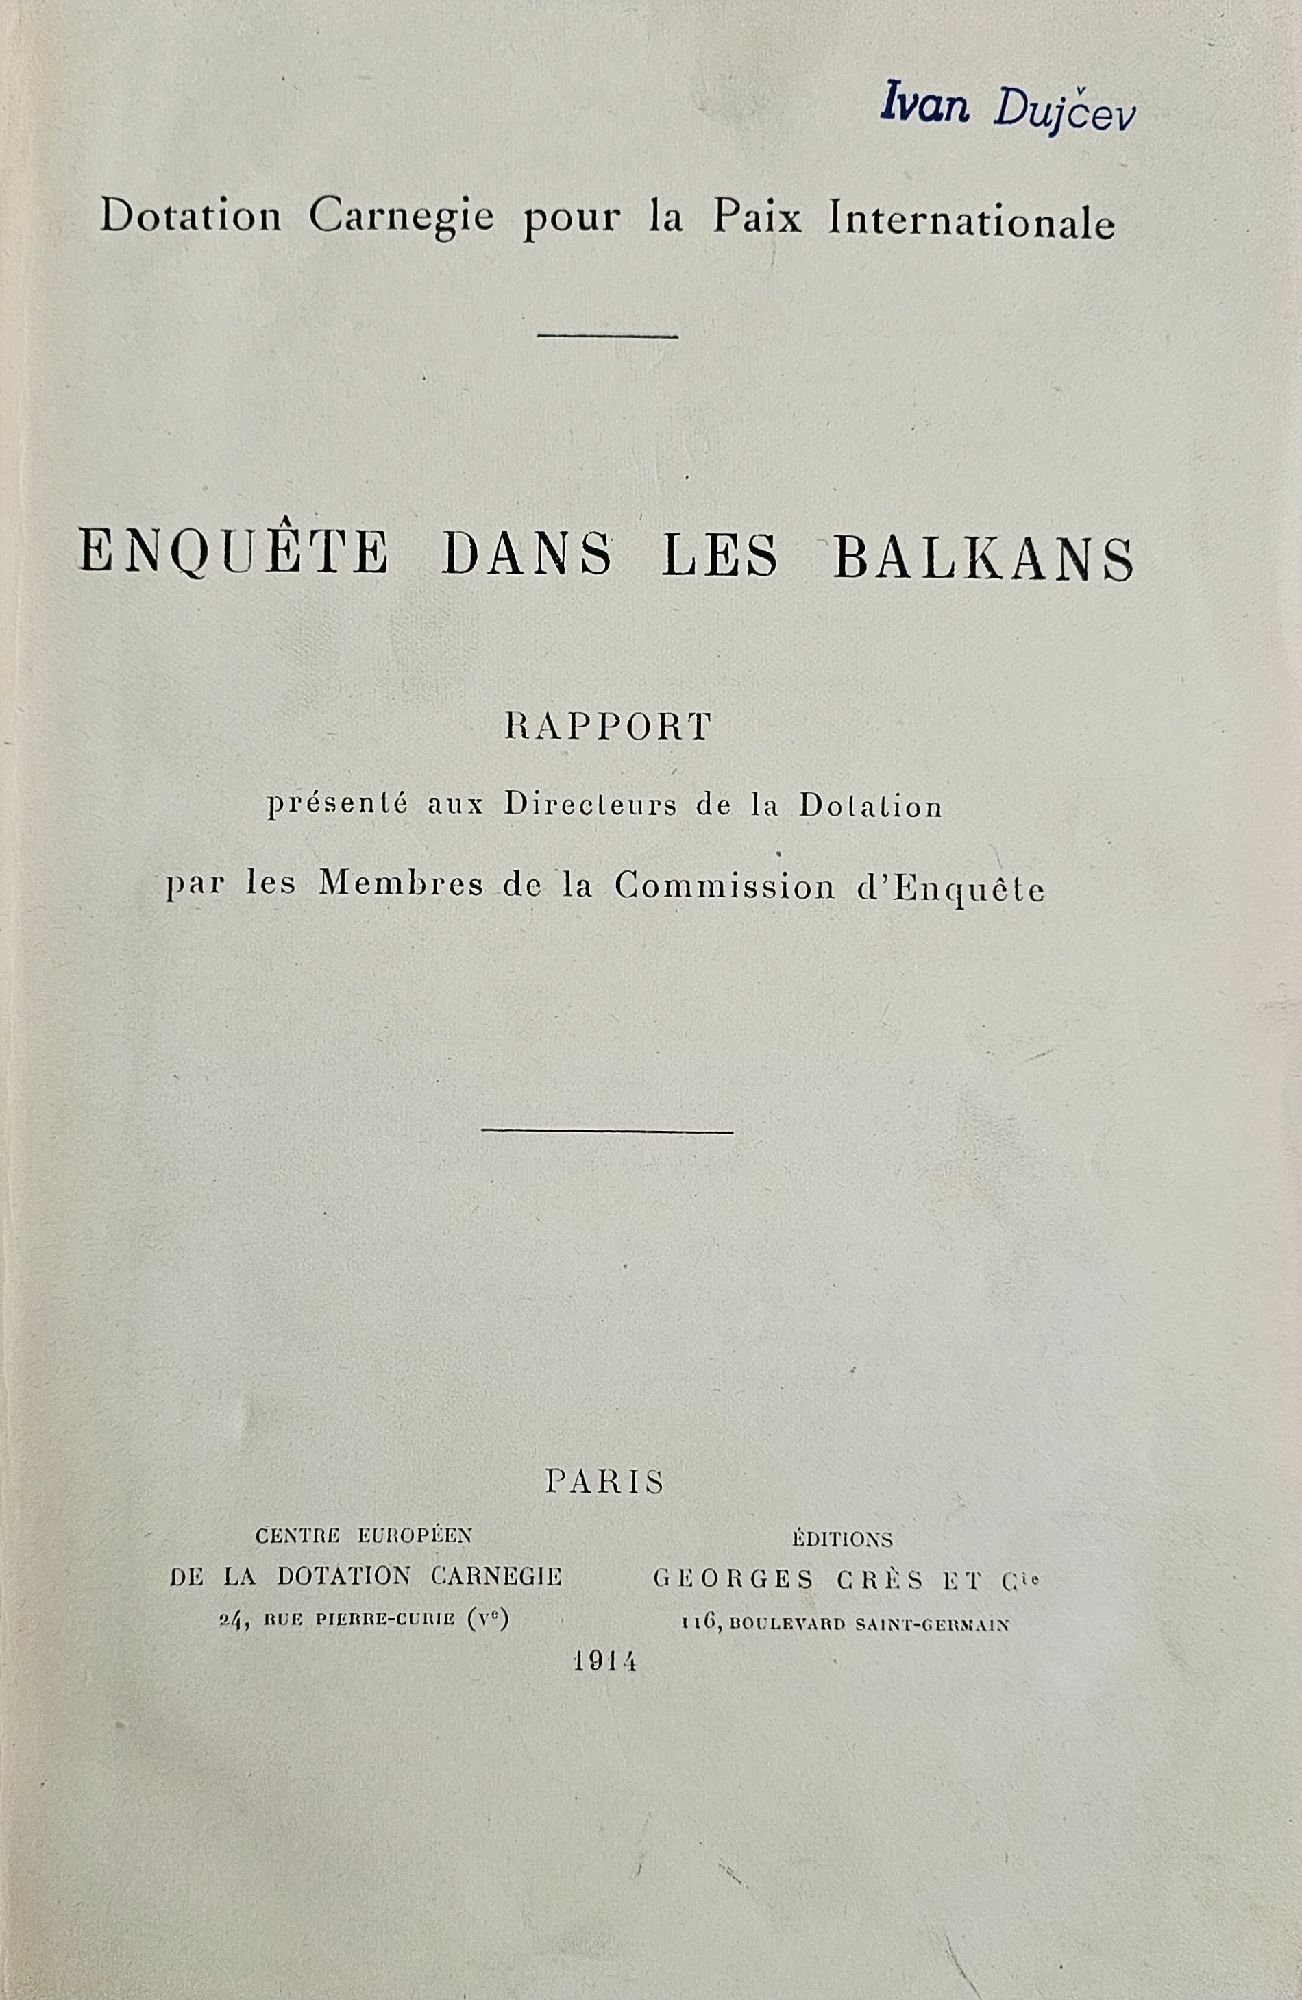 Ivan Dujčev
Dotation Carnegie pour la Paix Internationale
ENQUÊTE DANS LES BALKANS
RAPPORT
présenté aux Directeurs de la Dotation
par les Membres de la Commission d'Enquête
PARIS
CENTRE EUROPÉEN
DE LA DOTATION CARNEGIE
24, RUE PIERRE-CURIE (Ve)
ÉDITIONS
GEORGES CRÈS ET Cie
116, BOULEVARD SAINT-GERMAIN
1914